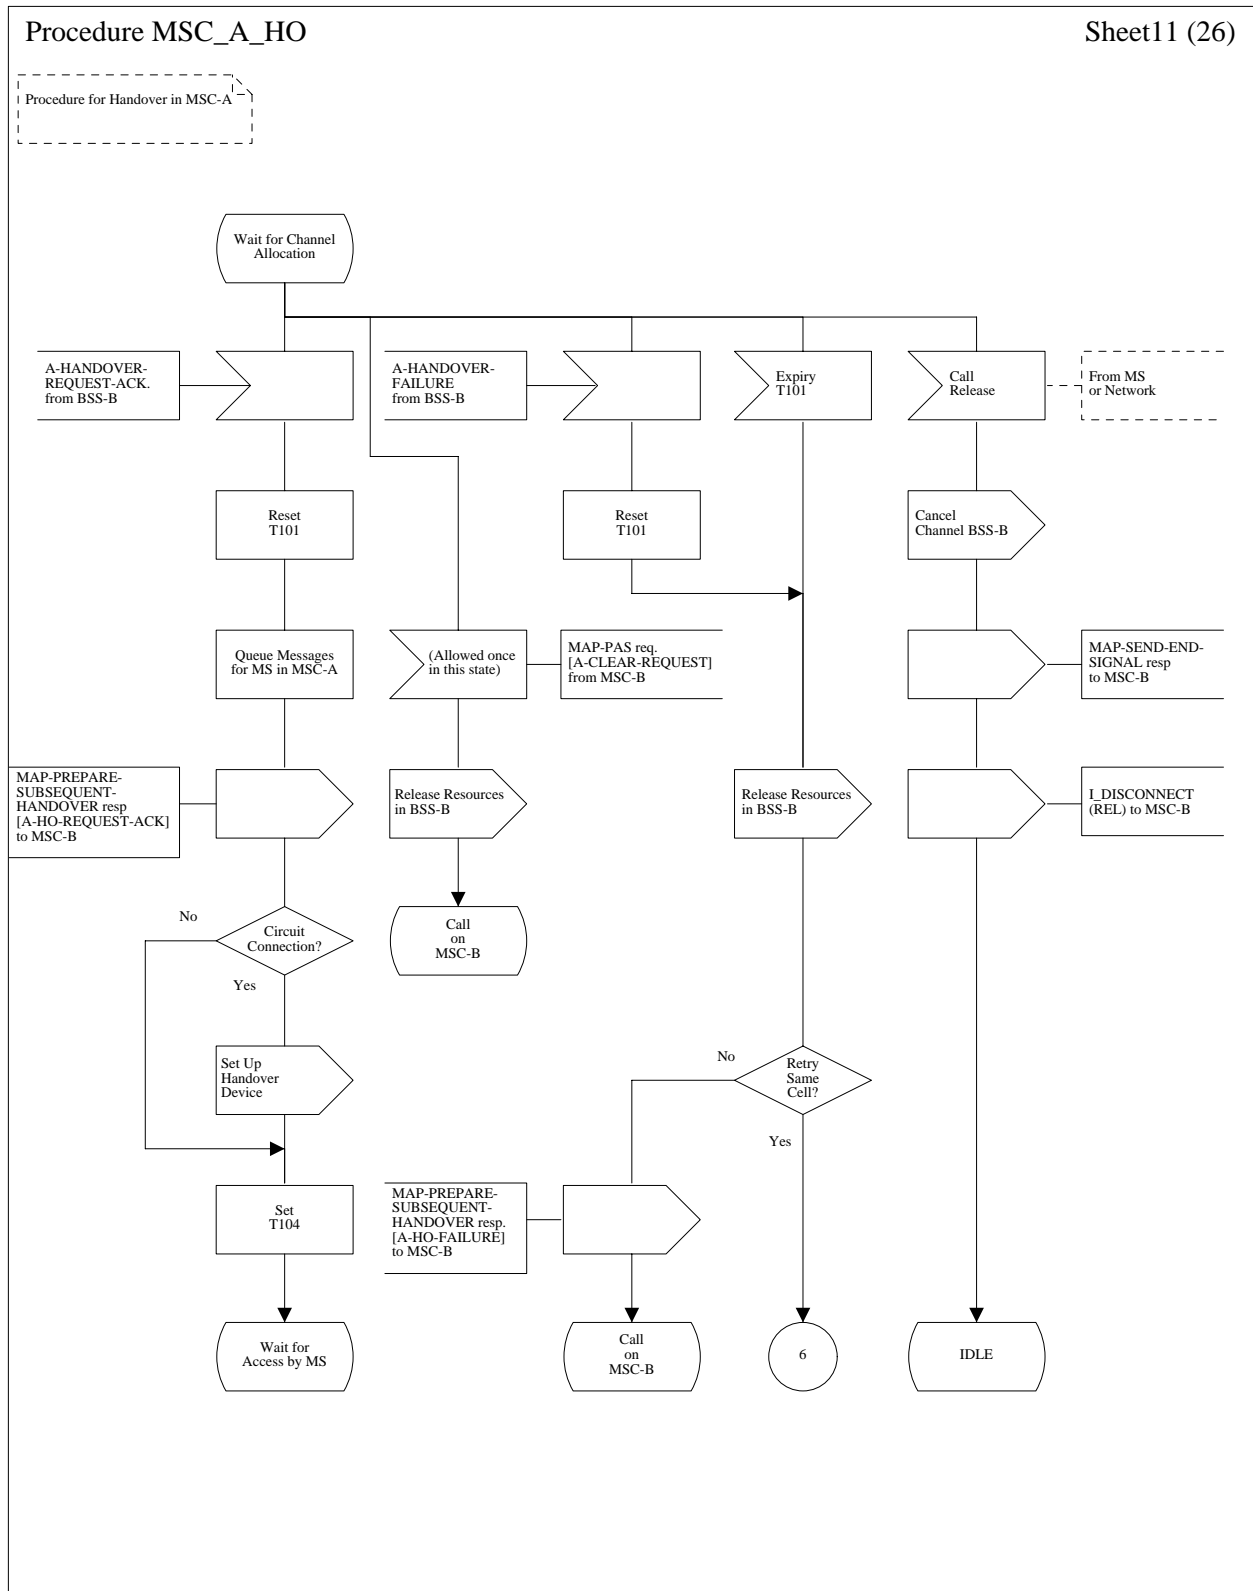 Procedure MSC_A_HO
Sheet11 (26)
Procedure for Handover in MSC-A
Wait for Channel
Allocation
A-HANDOVER-
REQUEST-ACK.
from BSS-B
A-HANDOVER-
FAILURE
from BSS-B
Expiry
T101
Call
Release
From MS
or Network
Reset
T101
Reset
T101
Cancel
Channel BSS-B
Queue Messages
for MS in MSC-A
(Allowed once
in this state)
MAP-PAS req.
[A-CLEAR-REQUEST]
from MSC-B
MAP-SEND-END-
SIGNAL resp
to MSC-B
MAP-PREPARE-
SUBSEQUENT-
HANDOVER resp
[A-HO-REQUEST-ACK]
to MSC-B
Release Resources
in BSS-B
Release Resources
in BSS-B
I_DISCONNECT
(REL) to MSC-B
No
Circuit
Connection?
Yes
Call
on
MSC-B
Set Up
Handover
Device
No
Retry
Same
Cell?
Yes
Set
T104
MAP-PREPARE-
SUBSEQUENT-
HANDOVER resp.
[A-HO-FAILURE]
to MSC-B
Wait for
Access by MS
Call
on
MSC-B
6
IDLE